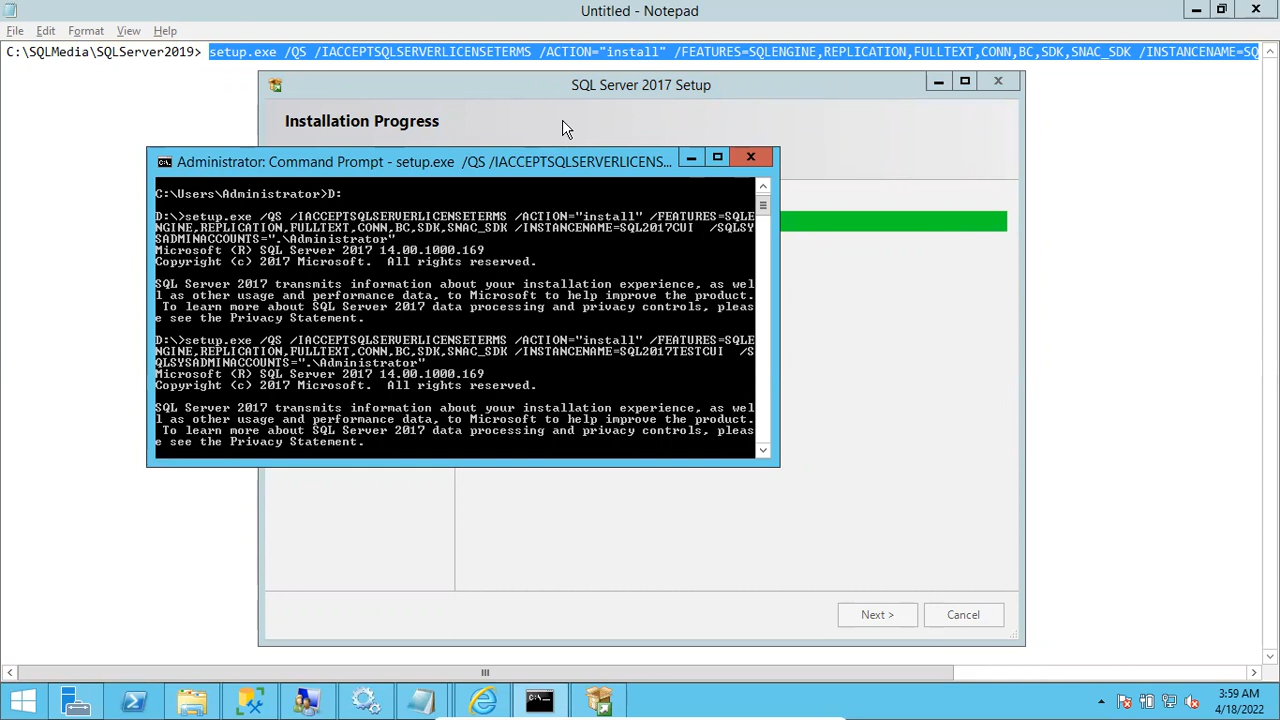 Untitled - Notepad
File Edit Format View Help
C:\SQLMedia\SQLServer2019> setup.exe /QS /IACCEPTSQLSERVERLICENSETERMS /ACTION="install" /FEATURES=SQLENGINE,REPLICATION,FULLTEXT,CONN,BC,SDK,SNAC_SDK /INSTANCENAME=SQ
SQL Server 2017 Setup
Installation Progress
Administrator: Command Prompt - setup.exe /QS /IACCEPTSQLSERVERLICENS...
C:\Users\Administrator>D:
D:\>setup.exe /QS /IACCEPTSQLSERVERLICENSETERMS /ACTION="install" /FEATURES=SQLE
NGINE,REPLICATION,FULLTEXT,CONN,BC,SDK,SNAC_SDK /INSTANCENAME=SQL2017CUI /SQLSY
SADMINACCOUNTS=".\Administrator"
Microsoft (R) SQL Server 2017 14.00.1000.169
Copyright (c) 2017 Microsoft. All rights reserved.
SQL Server 2017 transmits information about your installation experience, as wel
l as other usage and performance data, to Microsoft to help improve the product.
To learn more about SQL Server 2017 data processing and privacy controls, pleas
e see the Privacy Statement.
D:\>setup.exe /QS /IACCEPTSQLSERVERLICENSETERMS /ACTION="install" /FEATURES=SQLE
NGINE,REPLICATION,FULLTEXT,CONN,BC,SDK,SNAC_SDK /INSTANCENAME=SQL2017TESTCUI /S
QLSYSADMINACCOUNTS=".\Administrator"
Microsoft (R) SQL Server 2017 14.00.1000.169
Copyright (c) 2017 Microsoft. All rights reserved.
SQL Server 2017 transmits information about your installation experience, as wel
l as other usage and performance data, to Microsoft to help improve the product.
To learn more about SQL Server 2017 data processing and privacy controls, pleas
e see the Privacy Statement.
Next > Cancel
3:59 AM
4/18/2022